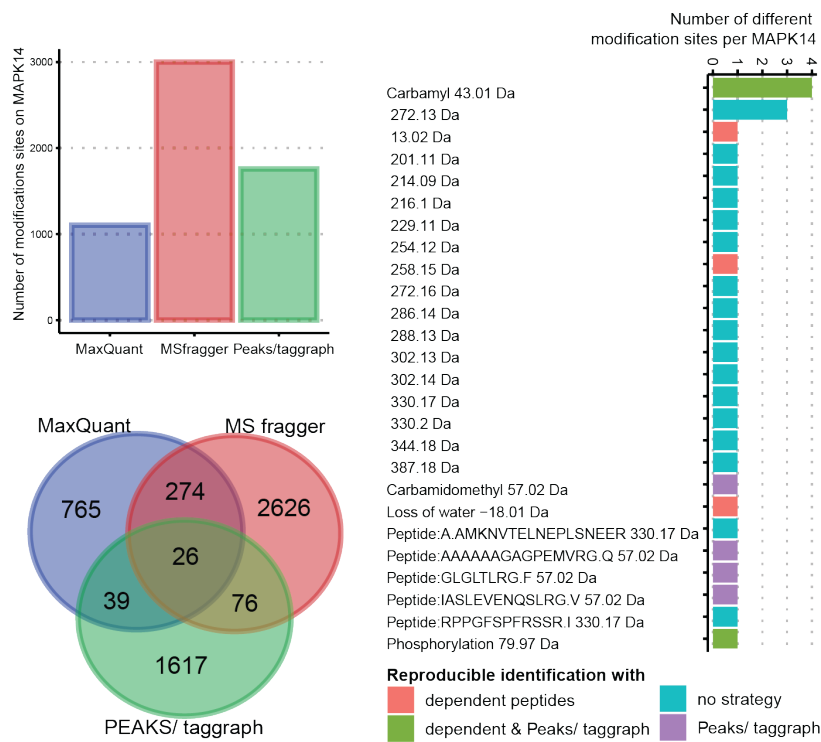 Number of different
modification sites per MAPK14
0 1 2 3 4
Number of modifications sites on MAPK14
3000
2000
1000
0
MaxQuant MSfragger Peaks/taggraph
Carbamyl 43.01 Da
272.13 Da
13.02 Da
201.11 Da
214.09 Da
216.1 Da
229.11 Da
254.12 Da
258.15 Da
272.16 Da
286.14 Da
288.13 Da
302.13 Da
302.14 Da
330.17 Da
330.2 Da
344.18 Da
387.18 Da
Carbamidomethyl 57.02 Da
Loss of water −18.01 Da
Peptide:A.AMKNVTELNEPLSNEER 330.17 Da
Peptide:AAAAAAGAGPEMVRG.Q 57.02 Da
Peptide:GLGLTLRG.F 57.02 Da
Peptide:IASLEVENQSLRG.V 57.02 Da
Peptide:RPPGFSPFRSSR.I 330.17 Da
Phosphorylation 79.97 Da
MaxQuant MS fragger
765 274 2626
26
39 76
1617
PEAKS/ taggraph
Reproducible identification with
dependent peptides
dependent & Peaks/ taggraph
no strategy
Peaks/ taggraph